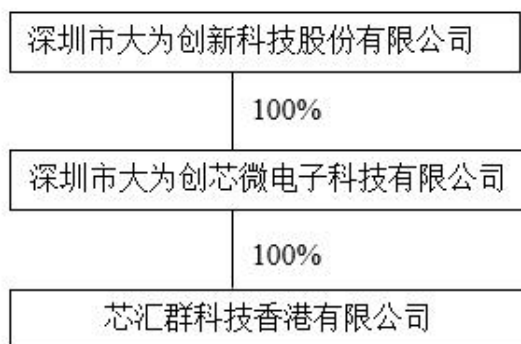 深圳市大为创新科技股份有限公司
100%
深圳市大为创芯微电子科技有限公司
100%
芯汇群科技香港有限公司